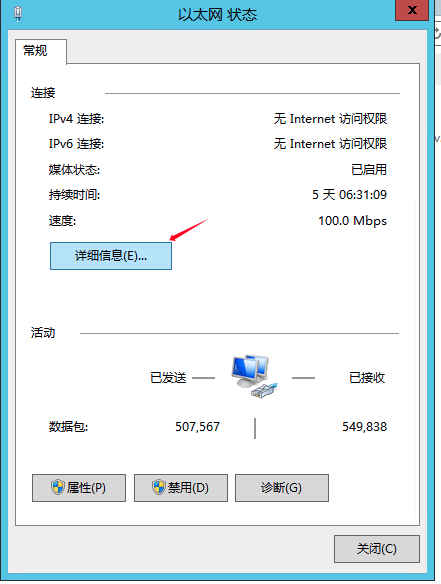 以太网 状态
x
常规
连接
IPv4 连接: 无 Internet 访问权限
IPv6 连接: 无 Internet 访问权限
媒体状态: 已启用
持续时间: 5 天 06:31:09
速度: 100.0 Mbps
详细信息(E)...
活动
已发送 已接收
数据包: 507,567 549,838
属性(P) 禁用(D) 诊断(G)
关闭(C)